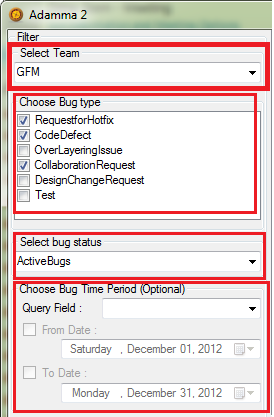 Adamma 2
Filter
Select Team
GFM
Choose Bug type
RequestforHotfix
CodeDefect
OverLayeringIssue
CollaborationRequest
DesignChangeRequest
Test
Select bug status
ActiveBugs
Choose Bug Time Period (Optional)
Query Field :
From Date :
Saturday , December 01, 2012
To Date :
Monday , December 31, 2012